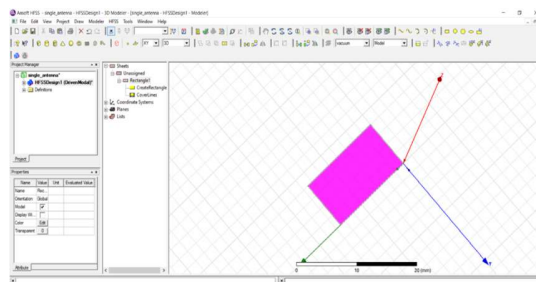 Ansoft HFSS - single_antenna - HFSSDesign1 - 3D Modeler - [single_antenna - HFSSDesign1 - Modeler]
File Edit View Project Draw Modeler HFSS Tools Window Help
XY
3D
vacuum
Model
Project Manager
single_antenna*
HFSSDesign1 (DrivenModal)*
Definitions
Project
Sheets
Unassigned
Rectangle1
CreateRectangle
CoverLines
Coordinate Systems
Planes
Lists
Properties
Name Value Unit Evaluated Value
Name Rec...
Orientation Global
Model
Display Wi...
Color Edit
Transparent 0
Attribute
0 10 20 (mm)